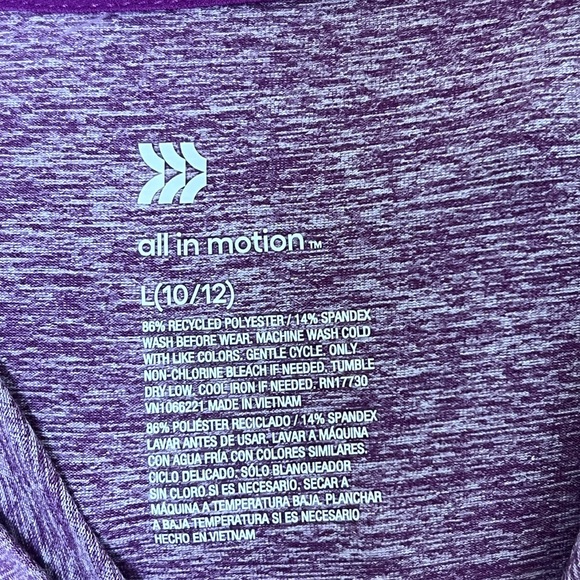 all in motion™
L(10/12)
86% RECYCLED POLYESTER / 14% SPANDEX
WASH BEFORE WEAR. MACHINE WASH COLD
WITH LIKE COLORS. GENTLE CYCLE. ONLY
NON-CHLORINE BLEACH IF NEEDED. TUMBLE
DRY LOW. COOL IRON IF NEEDED. RN17730
VN1066221 MADE IN VIETNAM
86% POLIÉSTER RECICLADO / 14% SPANDEX
LAVAR ANTES DE USAR. LAVAR A MÁQUINA
CON AGUA FRÍA CON COLORES SIMILARES.
CICLO DELICADO. SÓLO BLANQUEADOR
SIN CLORO SI ES NECESARIO. SECAR A
MÁQUINA A TEMPERATURA BAJA. PLANCHAR
A BAJA TEMPERATURA SI ES NECESARIO
HECHO EN VIETNAM